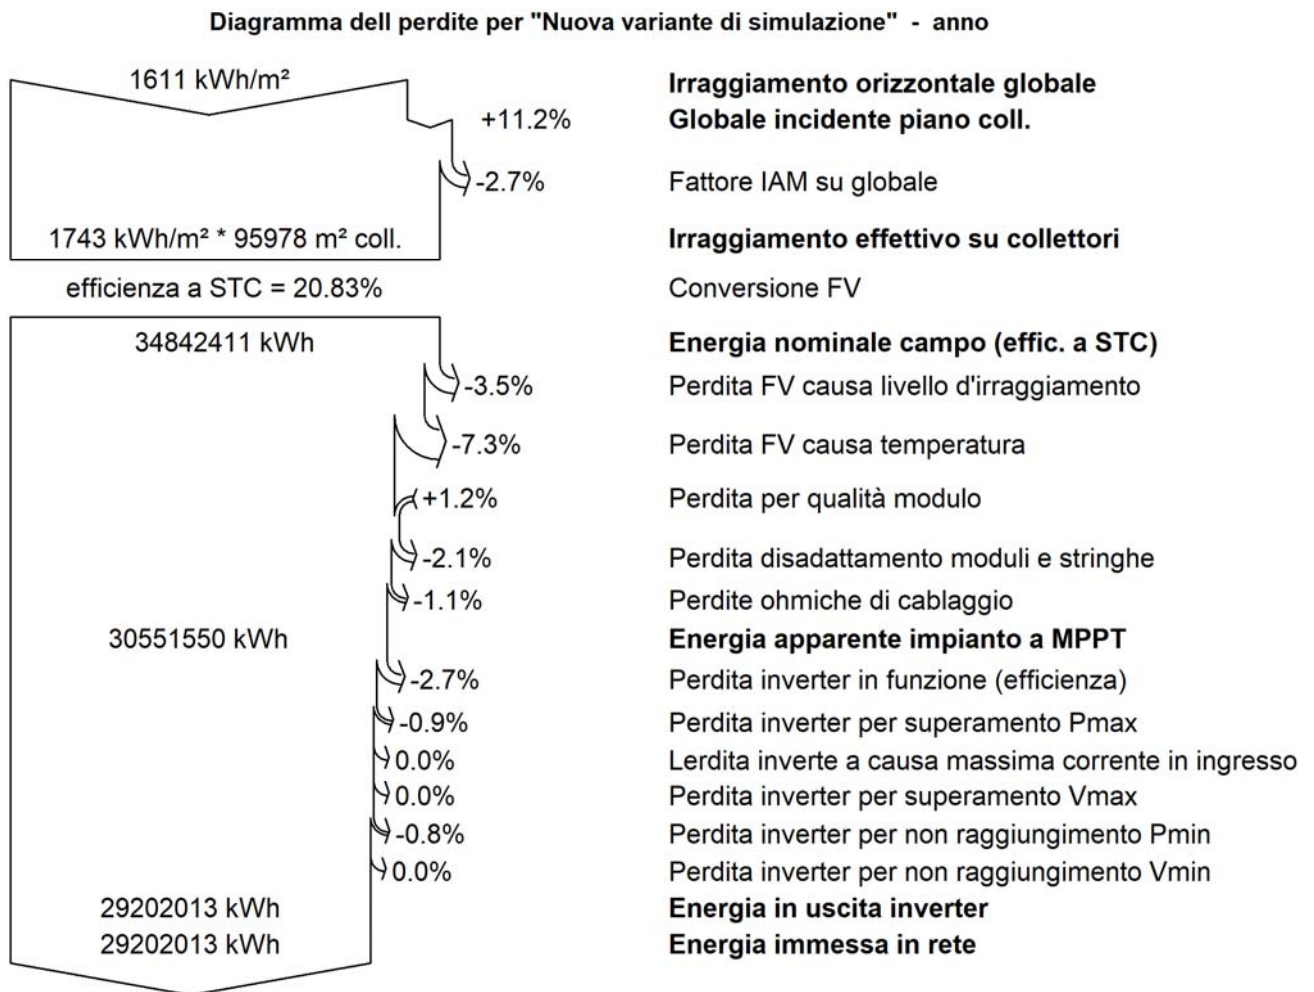 Diagramma dell perdite per "Nuova variante di simulazione" - anno
1611 kWh/m² Irraggiamento orizzontale globale
+11.2% Globale incidente piano coll.
-2.7% Fattore IAM su globale
1743 kWh/m² * 95978 m² coll. Irraggiamento effettivo su collettori
efficienza a STC = 20.83% Conversione FV
34842411 kWh Energia nominale campo (effic. a STC)
-3.5% Perdita FV causa livello d'irraggiamento
-7.3% Perdita FV causa temperatura
+1.2% Perdita per qualità modulo
-2.1% Perdita disadattamento moduli e stringhe
-1.1% Perdite ohmiche di cablaggio
30551550 kWh Energia apparente impianto a MPPT
-2.7% Perdita inverter in funzione (efficienza)
-0.9% Perdita inverter per superamento Pmax
0.0% Lerdita inverte a causa massima corrente in ingresso
0.0% Perdita inverter per superamento Vmax
-0.8% Perdita inverter per non raggiungimento Pmin
0.0% Perdita inverter per non raggiungimento Vmin
29202013 kWh Energia in uscita inverter
29202013 kWh Energia immessa in rete